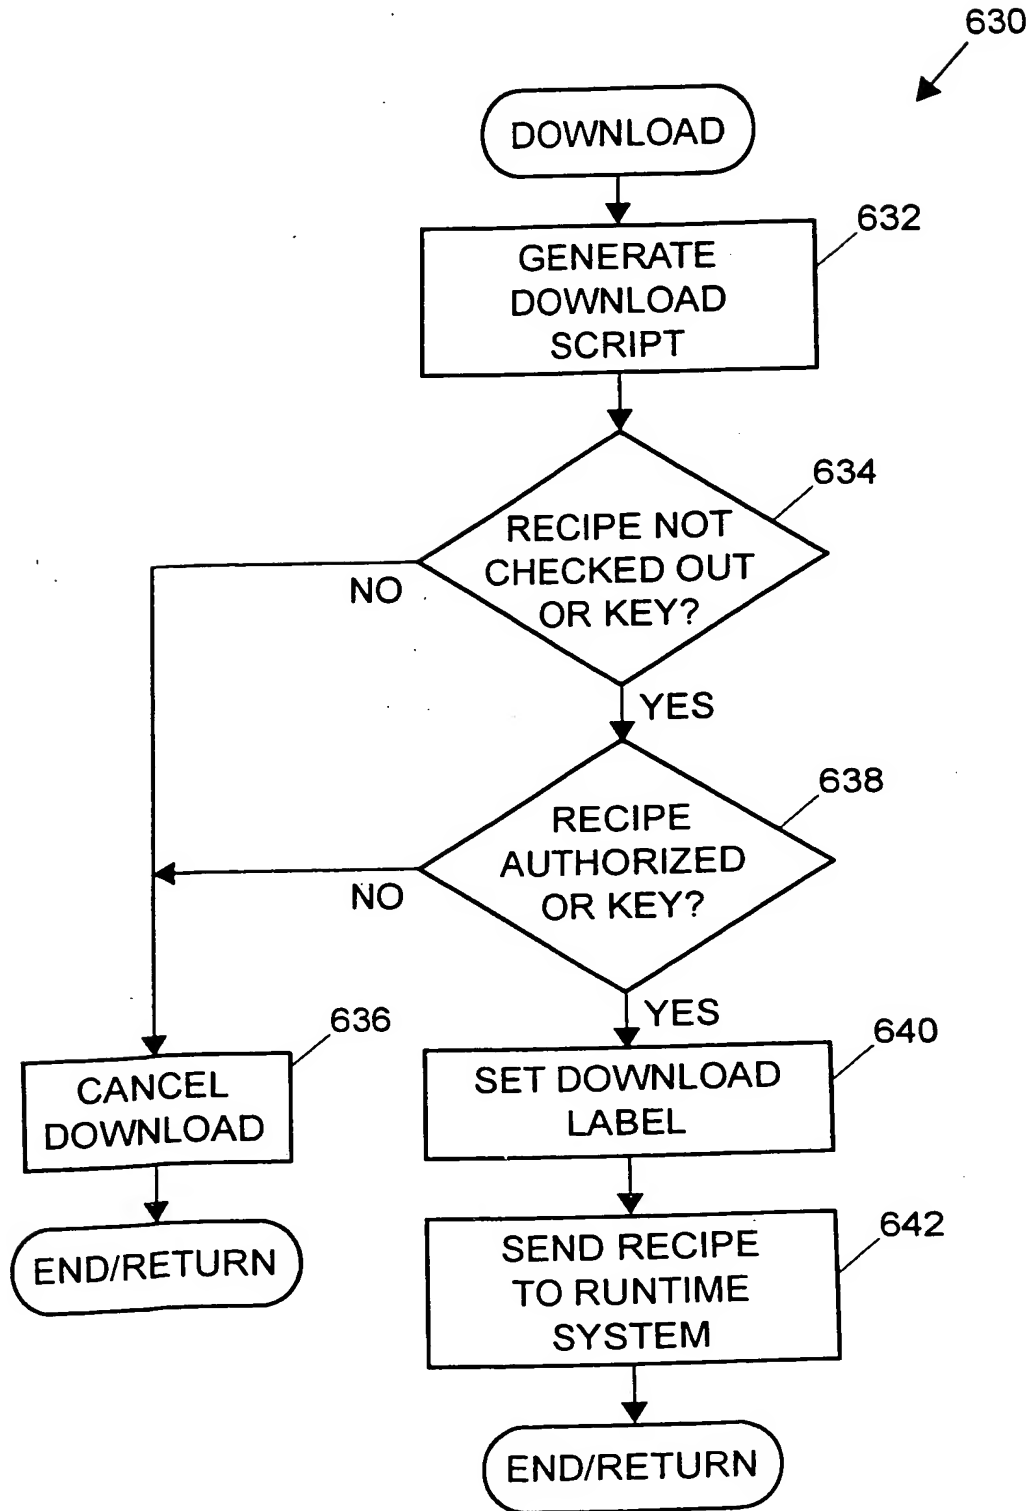 630
DOWNLOAD
632
GENERATE
DOWNLOAD
SCRIPT
634
RECIPE NOT
CHECKED OUT
OR KEY?
NO
YES
638
RECIPE
AUTHORIZED
OR KEY?
NO
YES
636
CANCEL
DOWNLOAD
END/RETURN
640
SET DOWNLOAD
LABEL
642
SEND RECIPE
TO RUNTIME
SYSTEM
END/RETURN